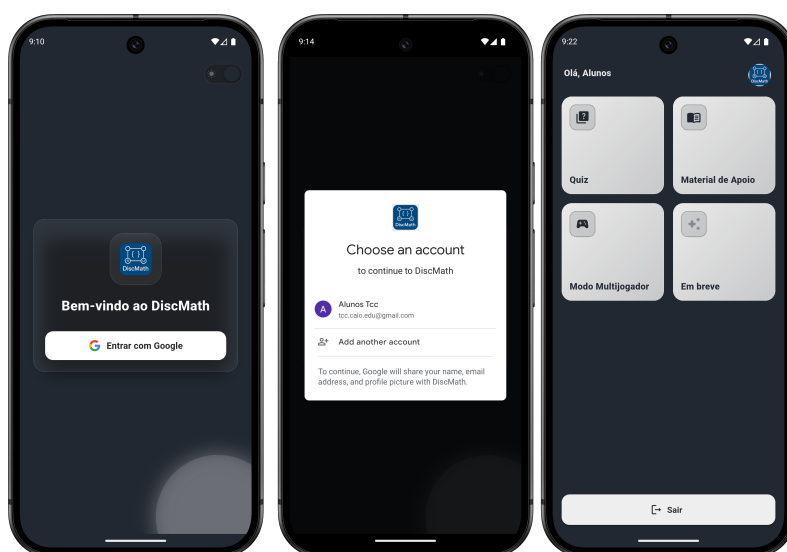 9:10
DiscMath
Bem-vindo ao DiscMath
Entrar com Google
9:14
DiscMath
Choose an account
to continue to DiscMath
A
Alunos Tcc
tcc.caio.edu@gmail.com
Add another account
To continue, Google will share your name, email
address, and profile picture with DiscMath.
9:22
Olá, Alunos
DiscMath
Quiz
Material de Apoio
Modo Multijogador
Em breve
Sair